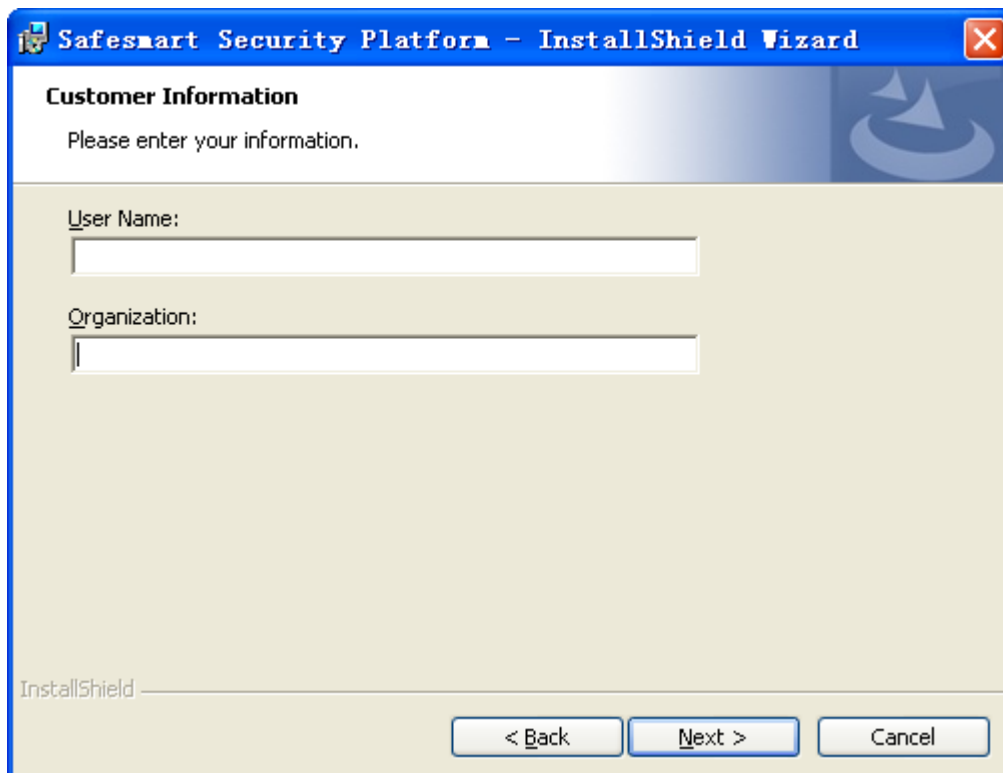 Safesmart Security Platform - InstallShield Wizard
Customer Information
Please enter your information.
User Name:
Organization:
InstallShield
< Back
Next >
Cancel